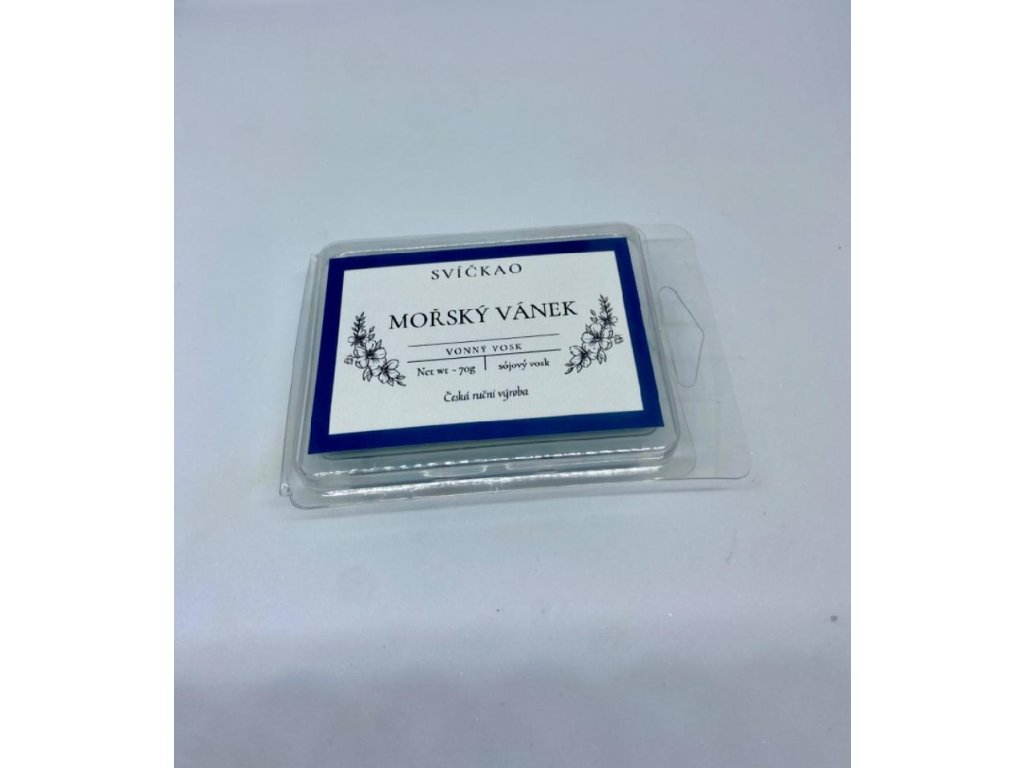 SVÍČKAO
MOŘSKÝ VÁNEK
VONNÝ VOSK
Net wt - 70g | sójový vosk
Česká ruční výroba